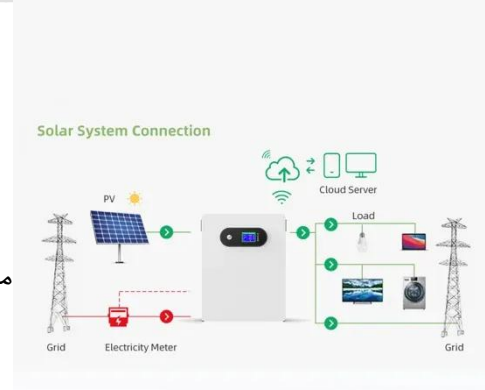 Solar System Connection
Cloud Server
PV
Load
Grid
Electricity Meter
Grid